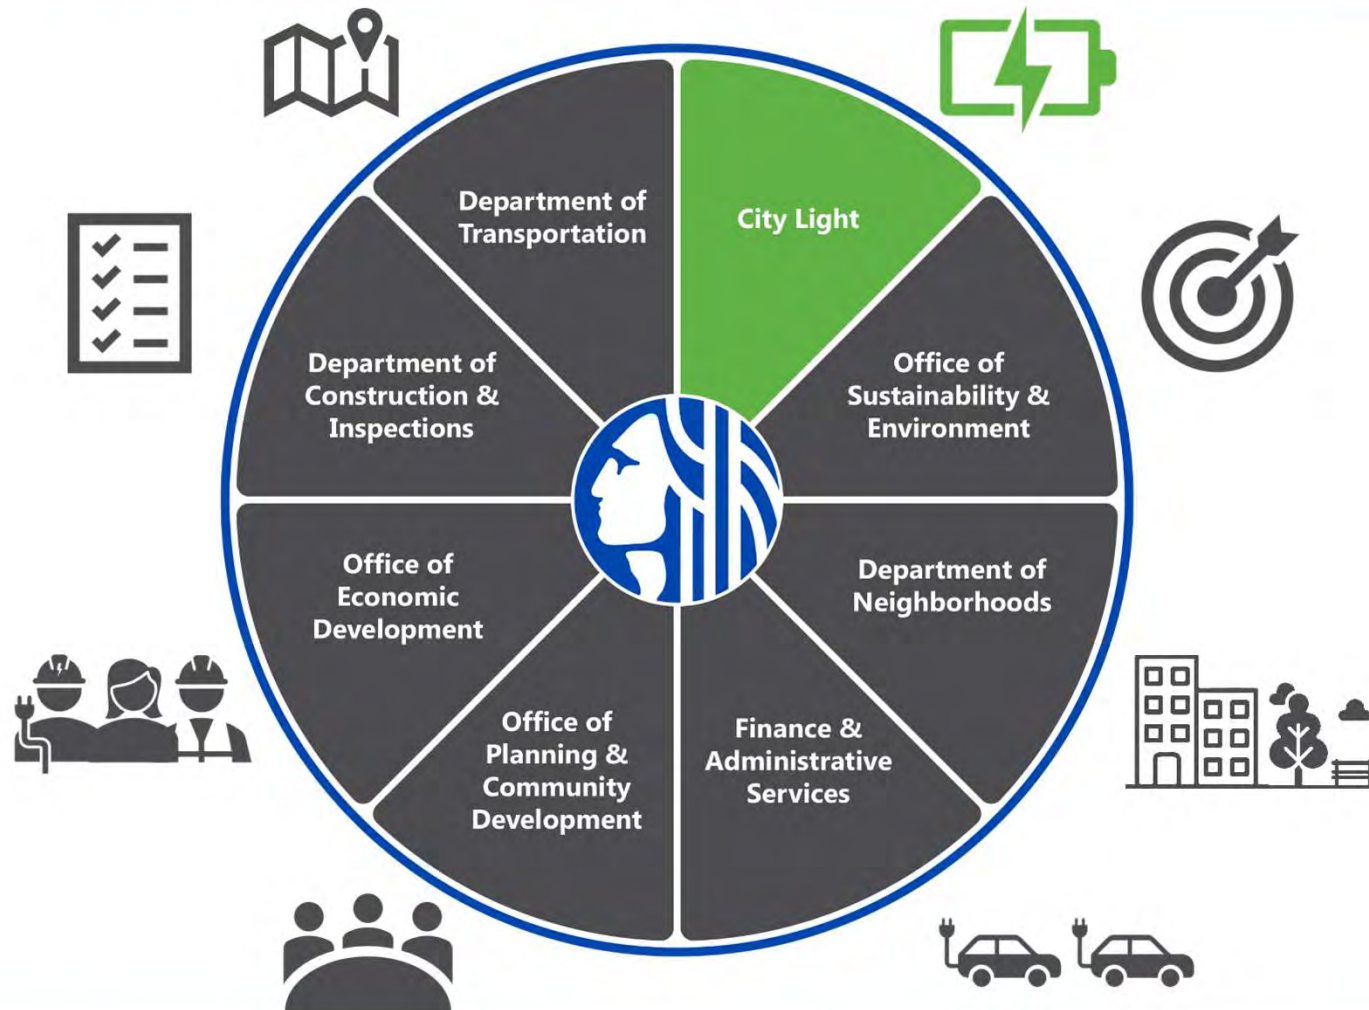 Department of
Transportation
City Light
Department of
Construction &
Inspections
Office of
Sustainability &
Environment
Office of
Economic
Development
Department of
Neighborhoods
Office of
Planning &
Community
Development
Finance &
Administrative
Services